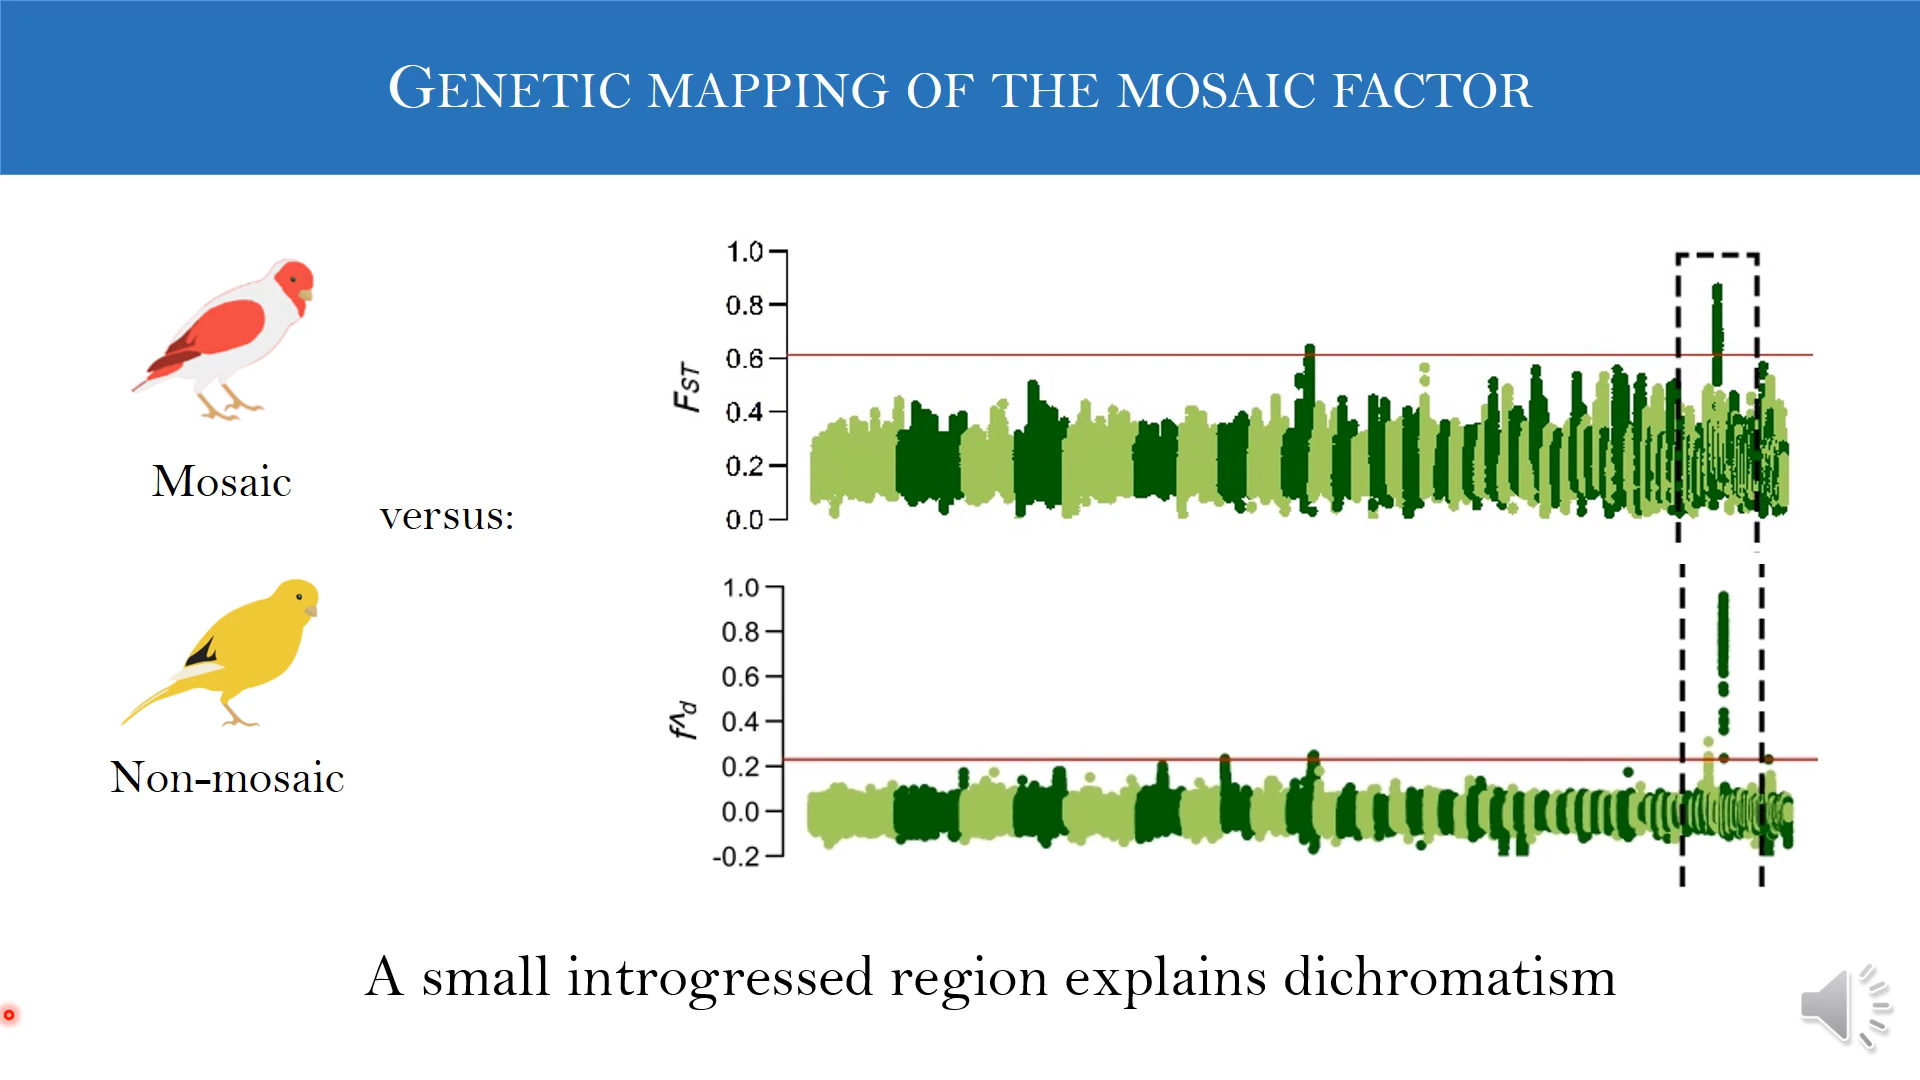 GENETIC MAPPING OF THE MOSAIC FACTOR
Mosaic
versus:
Non-mosaic
FST
1.0
0.8
0.6
0.4
0.2
0.0
f^d
1.0
0.8
0.6
0.4
0.2
0.0
-0.2
A small introgressed region explains dichromatism